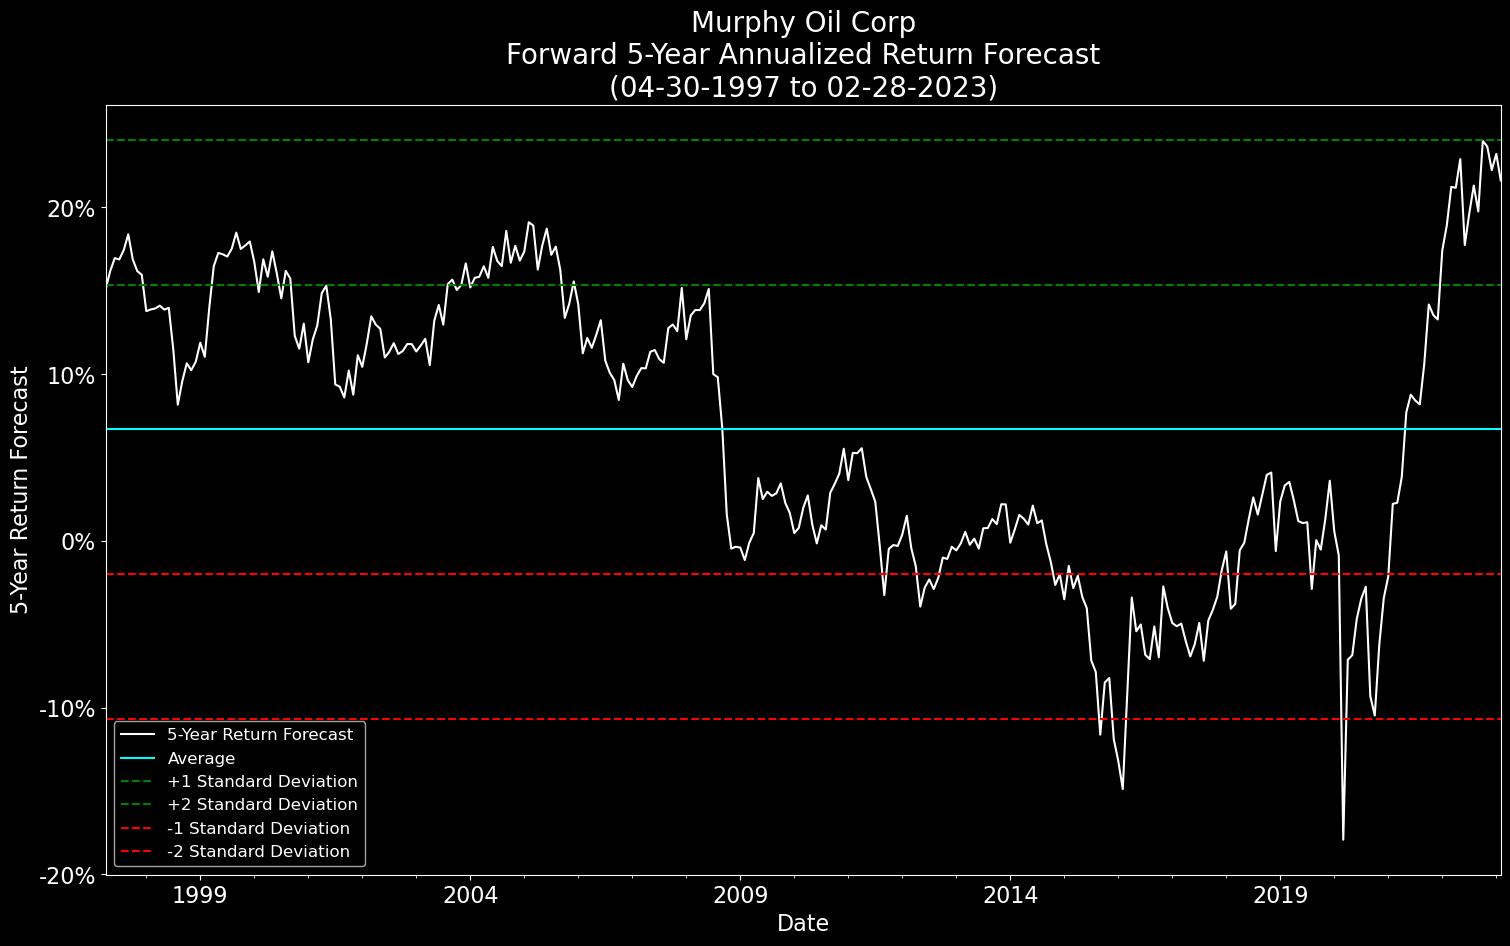 Murphy Oil Corp
Forward 5-Year Annualized Return Forecast
(04-30-1997 to 02-28-2023)
5-Year Return Forecast
20%
10%
0%
-10%
-20%
5-Year Return Forecast
Average
+1 Standard Deviation
+2 Standard Deviation
-1 Standard Deviation
-2 Standard Deviation
1999
2004
2009
2014
2019
Date